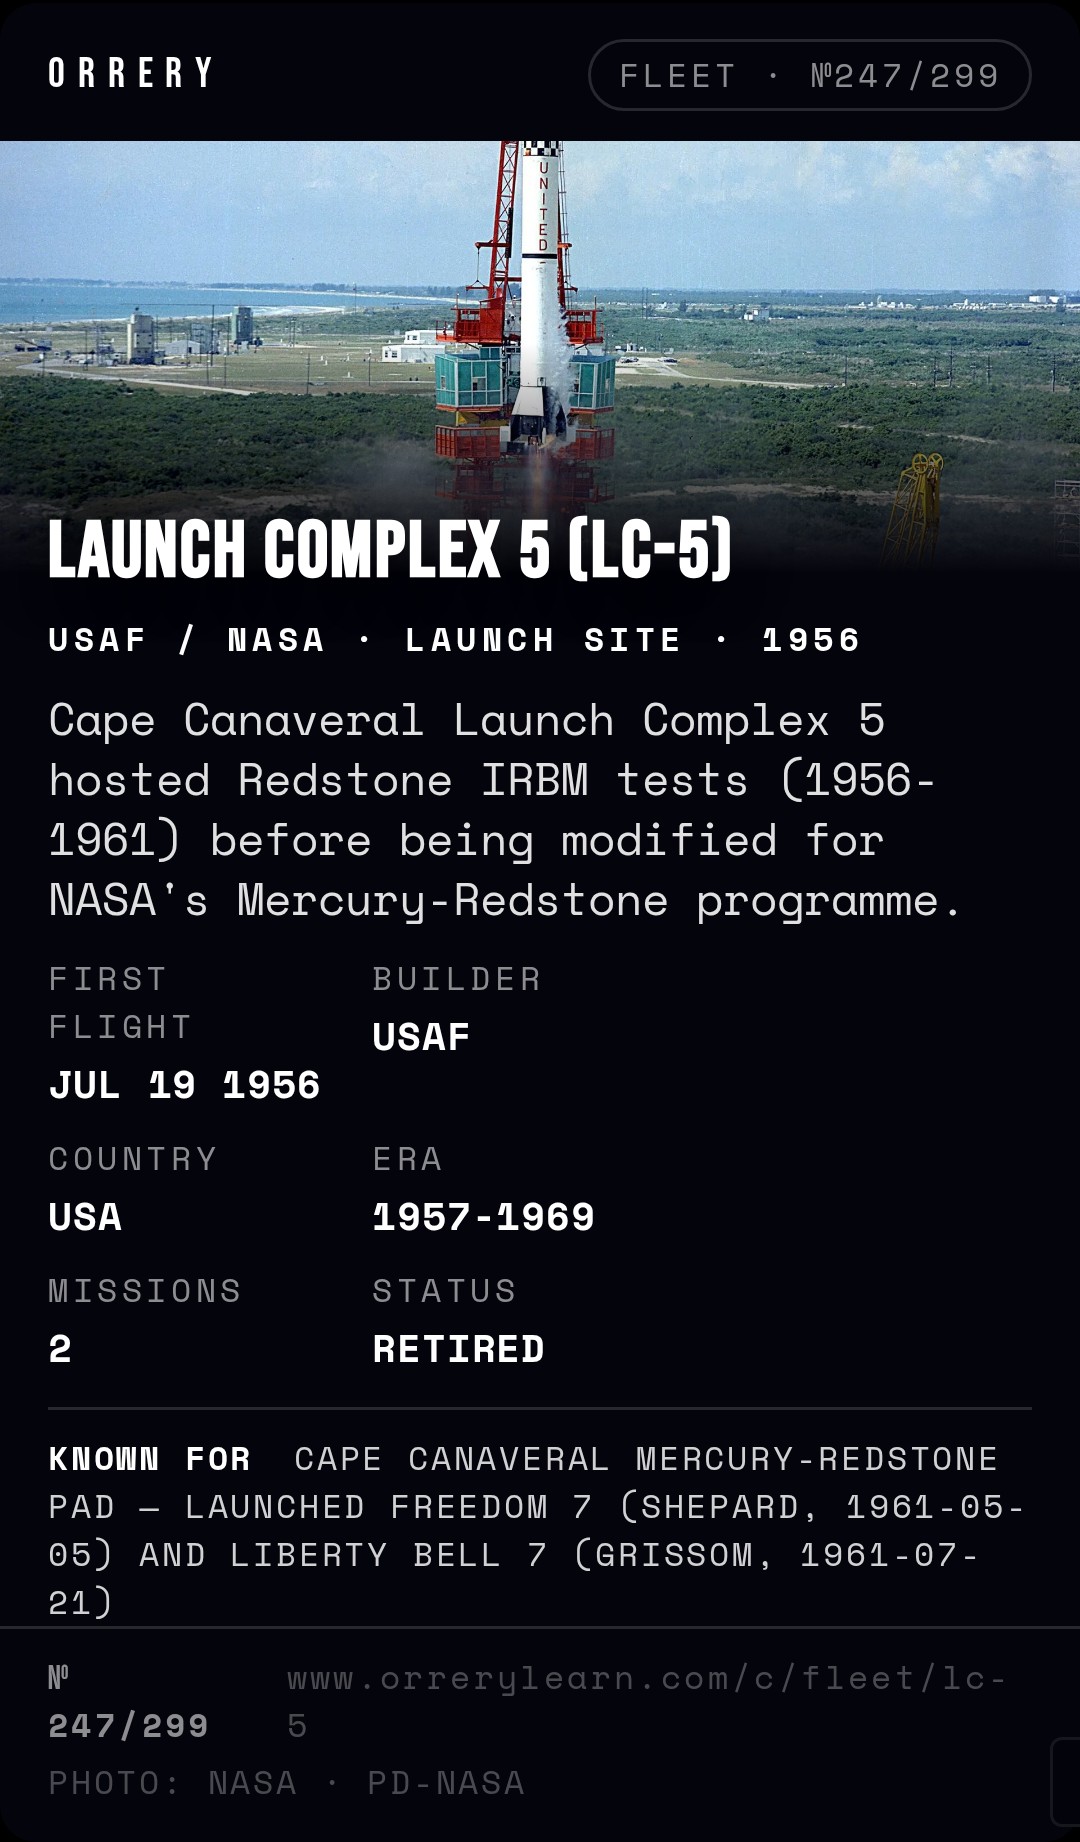 ORRERY
FLEET · №247/299
UNITED
LAUNCH COMPLEX 5 (LC-5)
USAF / NASA · LAUNCH SITE · 1956
Cape Canaveral Launch Complex 5
hosted Redstone IRBM tests (1956-
1961) before being modified for
NASA's Mercury-Redstone programme.
FIRST
FLIGHT
JUL 19 1956
BUILDER
USAF
COUNTRY
USA
ERA
1957-1969
MISSIONS
2
STATUS
RETIRED
KNOWN FOR CAPE CANAVERAL MERCURY-REDSTONE
PAD — LAUNCHED FREEDOM 7 (SHEPARD, 1961-05-
05) AND LIBERTY BELL 7 (GRISSOM, 1961-07-
21)
№
247/299
www.orrerylearn.com/c/fleet/lc-
5
PHOTO: NASA · PD-NASA